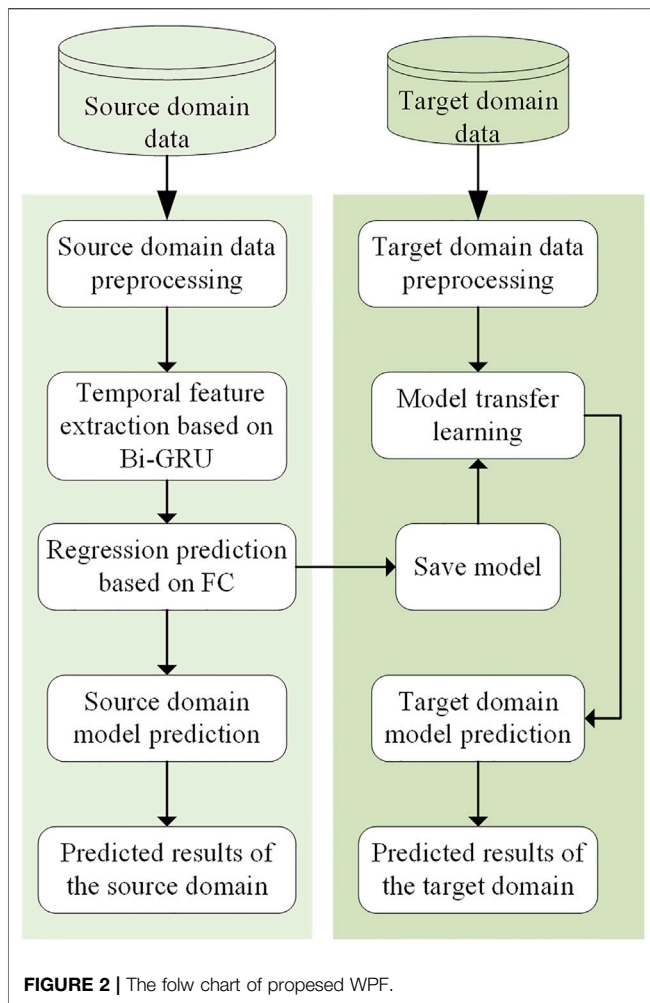 Source domain
data
Target domain
data
Source domain data
preprocessing
Target domain data
preprocessing
Temporal feature
extraction based on
Bi-GRU
Model transfer
learning
Regression prediction
based on FC
Save model
Source domain
model prediction
Target domain
model prediction
Predicted results of
the source domain
Predicted results of
the target domain
FIGURE 2 | The folw chart of propesed WPF.